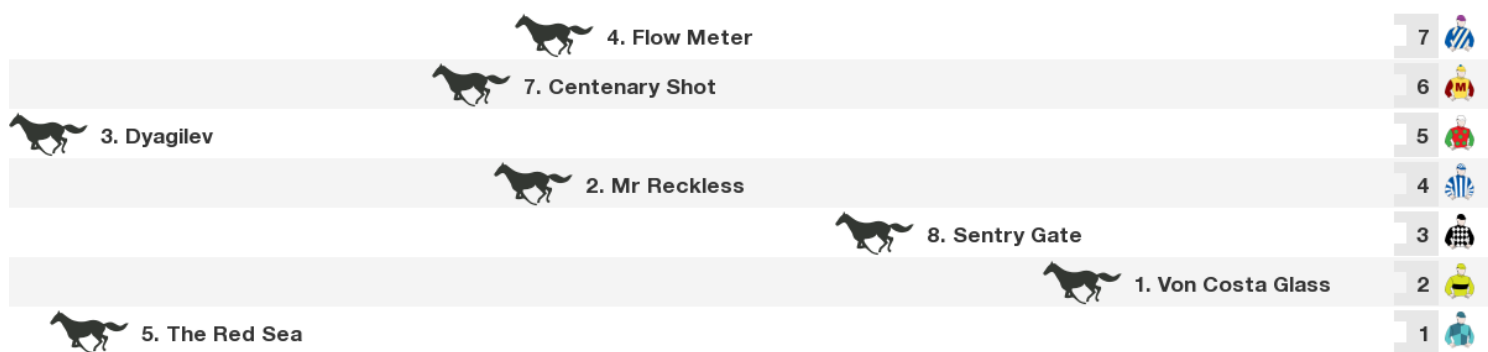 4. Flow Meter 7
7. Centenary Shot 6 M
3. Dyagilev 5
2. Mr Reckless 4
8. Sentry Gate 3
1. Von Costa Glass 2
5. The Red Sea 1